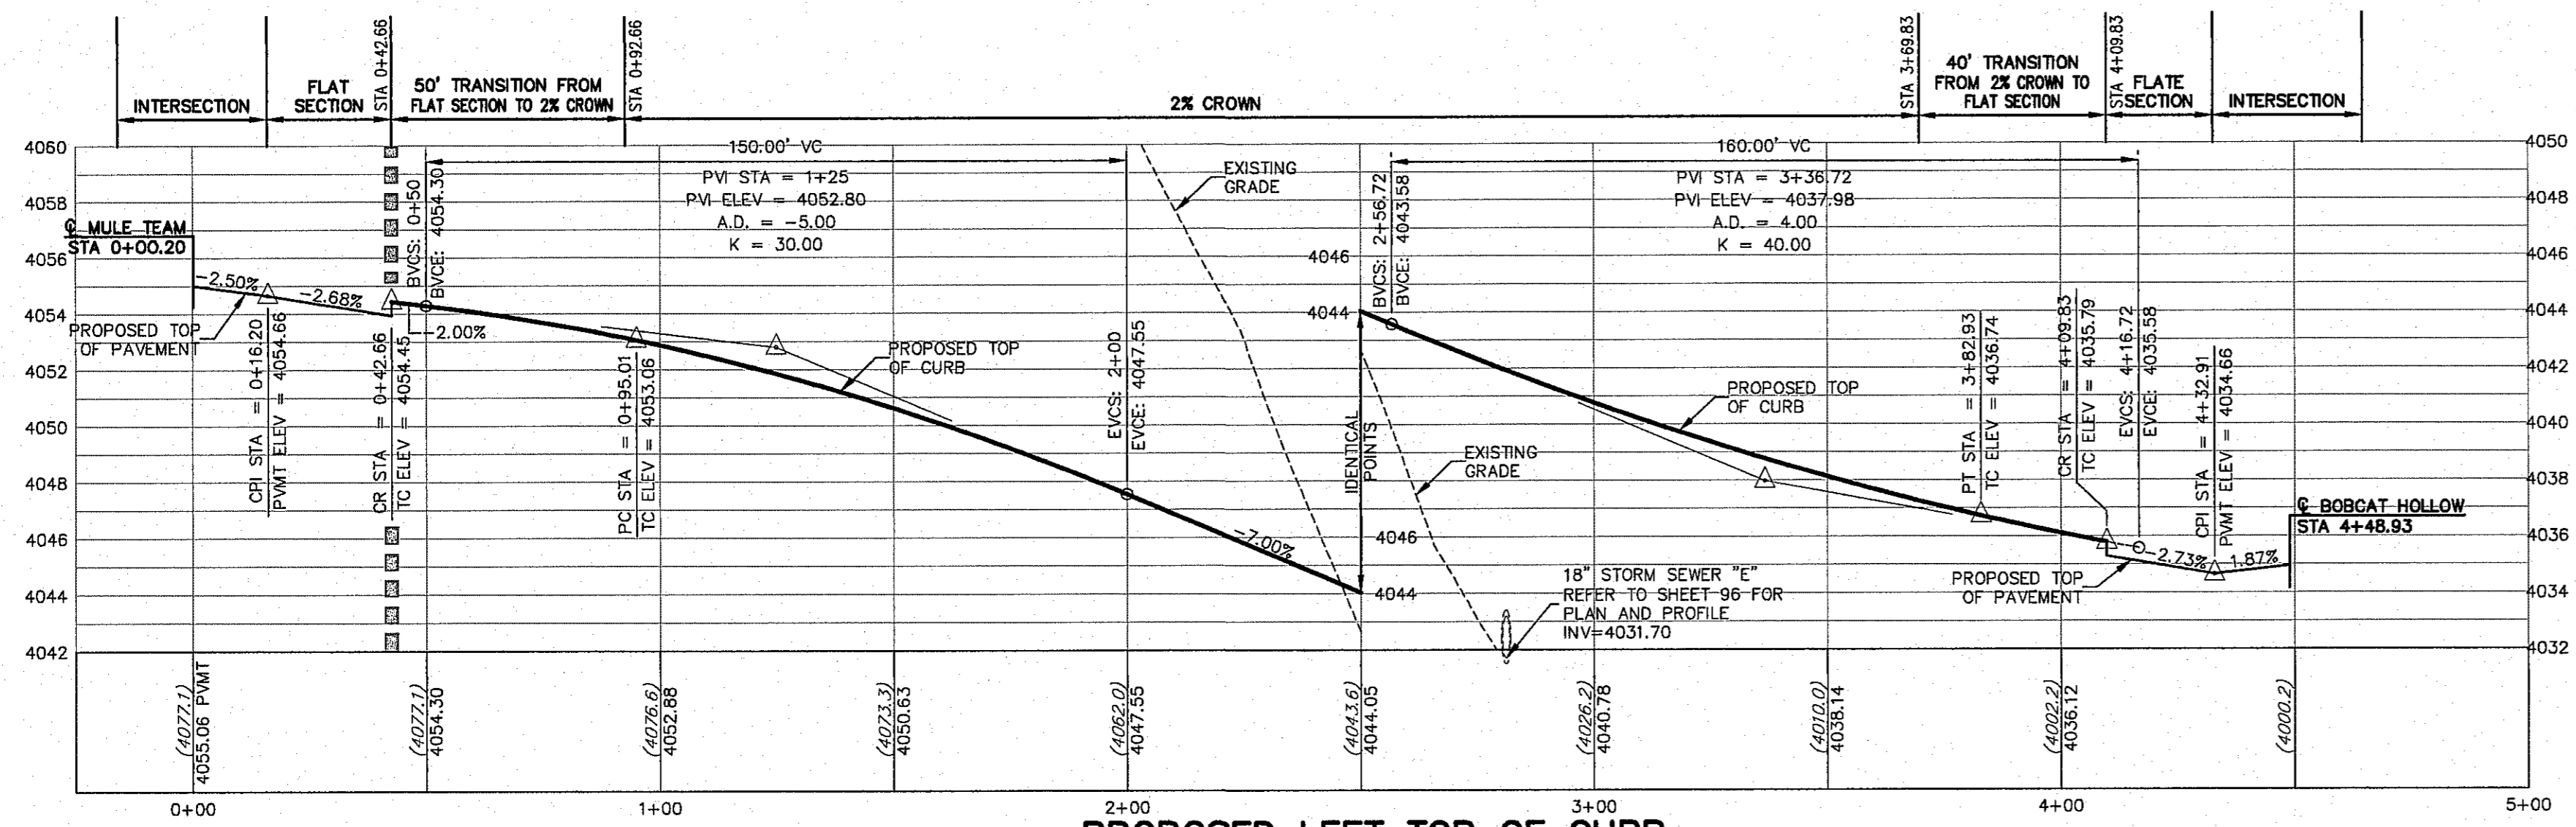 STA 0+42.66
STA 0+92.66
STA 3+69.83
STA 4+09.83
INTERSECTION
FLAT
SECTION
50' TRANSITION FROM
FLAT SECTION TO 2% CROWN
2% CROWN
40' TRANSITION
FROM 2% CROWN TO
FLAT SECTION
FLATE
SECTION
INTERSECTION
4060
4058
4056
4054
4052
4050
4048
4046
4044
4042
4050
4048
4046
4044
4042
4040
4038
4036
4034
4032
℄ MULE TEAM
STA 0+00.20
-2.50%
-2.68%
PROPOSED TOP
OF PAVEMENT
CPI STA = 0+16.20
PVMT ELEV = 4054.66
CR STA = 0+42.66
TC ELEV = 4054.45
BVCS: 0+50
BVCE: 4054.30
-2.00%
150.00' VC
PVI STA = 1+25
PVI ELEV = 4052.80
A.D. = -5.00
K = 30.00
PC STA = 0+95.01
TC ELEV = 4053.06
PROPOSED TOP
OF CURB
EVCS: 2+00
EVCE: 4047.55
-7.00%
EXISTING
GRADE
4046
4044
IDENTICAL
POINTS
4046
4044
BVCS: 2+56.72
BVCE: 4043.58
160.00' VC
PVI STA = 3+36.72
PVI ELEV = 4037.98
A.D. = 4.00
K = 40.00
EXISTING
GRADE
PROPOSED TOP
OF CURB
18" STORM SEWER "E"
REFER TO SHEET 96 FOR
PLAN AND PROFILE
INV=4031.70
PT STA = 3+82.93
TC ELEV = 4036.74
CR STA = 4+09.83
TC ELEV = 4035.79
EVCS: 4+16.72
EVCE: 4035.58
CPI STA = 4+32.91
PVMT ELEV = 4034.66
-2.73%
1.87%
PROPOSED TOP
OF PAVEMENT
℄ BOBCAT HOLLOW
STA 4+48.93
(4077.1)
4055.06 PVMT
(4077.1)
4054.30
(4076.6)
4052.88
(4073.3)
4050.63
(4062.0)
4047.55
(4043.6)
4044.05
(4026.2)
4040.78
(4010.0)
4038.14
(4002.2)
4036.12
(4000.2)
0+00
1+00
2+00
3+00
4+00
5+00
PROPOSED LEFT TOP OF CURB